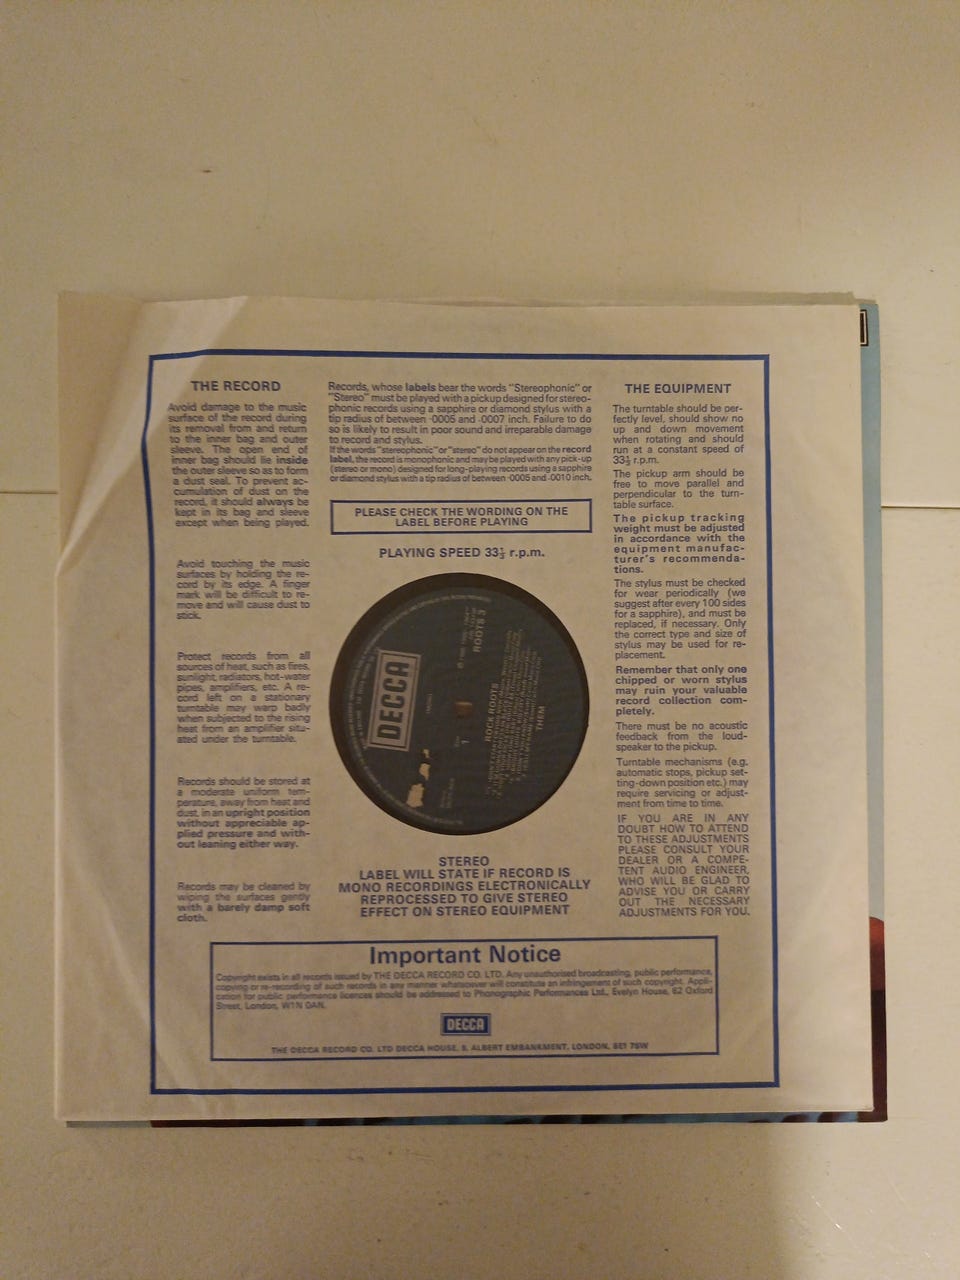 THE RECORD
Avoid damage to the music
surface of the record during
its removal from and return
to the inner bag and outer
sleeve. The open end of
inner bag should lie inside
the outer sleeve so as to form
a dust seal. To prevent ac-
cumulation of dust on the
record, it should always be
kept in its bag and sleeve
except when being played.
Avoid touching the music
surfaces by holding the re-
cord by its edge. A finger
mark will be difficult to re-
move and will cause dust to
stick.
Protect records from all
sources of heat, such as fires,
sunlight, radiators, hot-water
pipes, amplifiers, etc. A re-
cord left on a stationary
turntable may warp badly
when subjected to the rising
heat from an amplifier situ-
ated under the turntable.
Records should be stored at
a moderate uniform tem-
perature, away from heat and
dust, in an upright position
without appreciable ap-
plied pressure and with-
out leaning either way.
Records may be cleaned by
wiping the surfaces gently
with a barely damp soft
cloth.
Records, whose labels bear the words "Stereophonic" or
"Stereo" must be played with a pickup designed for stereo-
phonic records using a sapphire or diamond stylus with a
tip radius of between ·0005 and ·0007 inch. Failure to do
so is likely to result in poor sound and irreparable damage
to record and stylus.
If the words "stereophonic" or "stereo" do not appear on the record
label, the record is monophonic and may be played with any pick-up
(stereo or mono) designed for long-playing records using a sapphire
or diamond stylus with a tip radius of between ·0005 and ·0010 inch.
PLEASE CHECK THE WORDING ON THE
LABEL BEFORE PLAYING
PLAYING SPEED 33⅓ r.p.m.
DECCA
1
ROOTS 3
ROCK ROOTS
THEM
STEREO
LABEL WILL STATE IF RECORD IS
MONO RECORDINGS ELECTRONICALLY
REPROCESSED TO GIVE STEREO
EFFECT ON STEREO EQUIPMENT
THE EQUIPMENT
The turntable should be per-
fectly level, should show no
up and down movement
when rotating and should
run at a constant speed of
33⅓ r.p.m.
The pickup arm should be
free to move parallel and
perpendicular to the turn-
table surface.
The pickup tracking
weight must be adjusted
in accordance with the
equipment manufac-
turer's recommenda-
tions.
The stylus must be checked
for wear periodically (we
suggest after every 100 sides
for a sapphire), and must be
replaced, if necessary. Only
the correct type and size of
stylus may be used for re-
placement.
Remember that only one
chipped or worn stylus
may ruin your valuable
record collection com-
pletely.
There must be no acoustic
feedback from the loud-
speaker to the pickup.
Turntable mechanisms (e.g.
automatic stops, pickup set-
ting-down position etc.) may
require servicing or adjust-
ment from time to time.
IF YOU ARE IN ANY
DOUBT HOW TO ATTEND
TO THESE ADJUSTMENTS
PLEASE CONSULT YOUR
DEALER OR A COMPE-
TENT AUDIO ENGINEER,
WHO WILL BE GLAD TO
ADVISE YOU OR CARRY
OUT THE NECESSARY
ADJUSTMENTS FOR YOU.
Important Notice
Copyright exists in all records issued by THE DECCA RECORD CO. LTD. Any unauthorised broadcasting, public performance,
copying or re-recording of such records in any manner whatsoever will constitute an infringement of such copyright. Appli-
cation for public performance licences should be addressed to Phonographic Performances Ltd., Evelyn House, 62 Oxford
Street, London, W1N 0AN.
DECCA
THE DECCA RECORD CO. LTD DECCA HOUSE, 9, ALBERT EMBANKMENT, LONDON, SE1 7SW